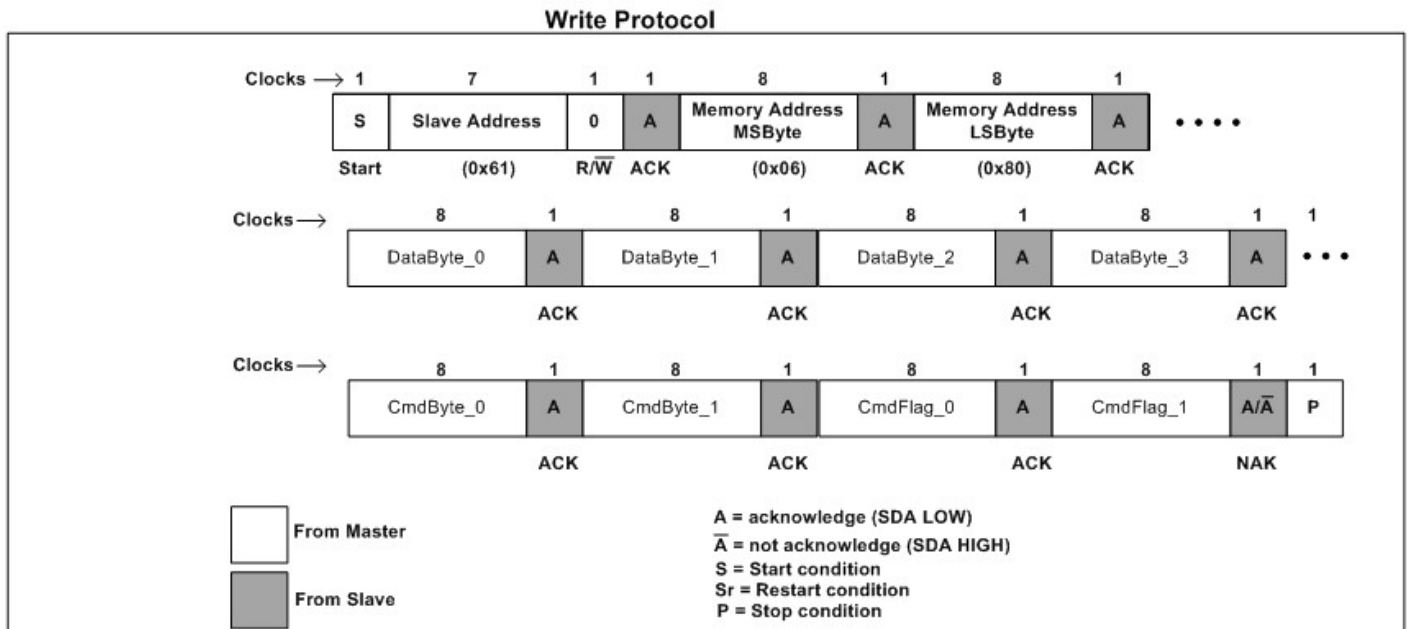 Write Protocol
Clocks → 1 7 1 1 8 1 8 1
S Slave Address 0 A Memory Address MSByte A Memory Address LSByte A • • • •
Start (0x61) R/W̅ ACK (0x06) ACK (0x80) ACK
Clocks → 8 1 8 1 8 1 8 1 1
DataByte_0 A DataByte_1 A DataByte_2 A DataByte_3 A • • •
ACK ACK ACK ACK
Clocks → 8 1 8 1 8 1 8 1 1
CmdByte_0 A CmdByte_1 A CmdFlag_0 A CmdFlag_1 A/A̅ P
ACK ACK ACK NAK
From Master
From Slave
A = acknowledge (SDA LOW)
A̅ = not acknowledge (SDA HIGH)
S = Start condition
Sr = Restart condition
P = Stop condition